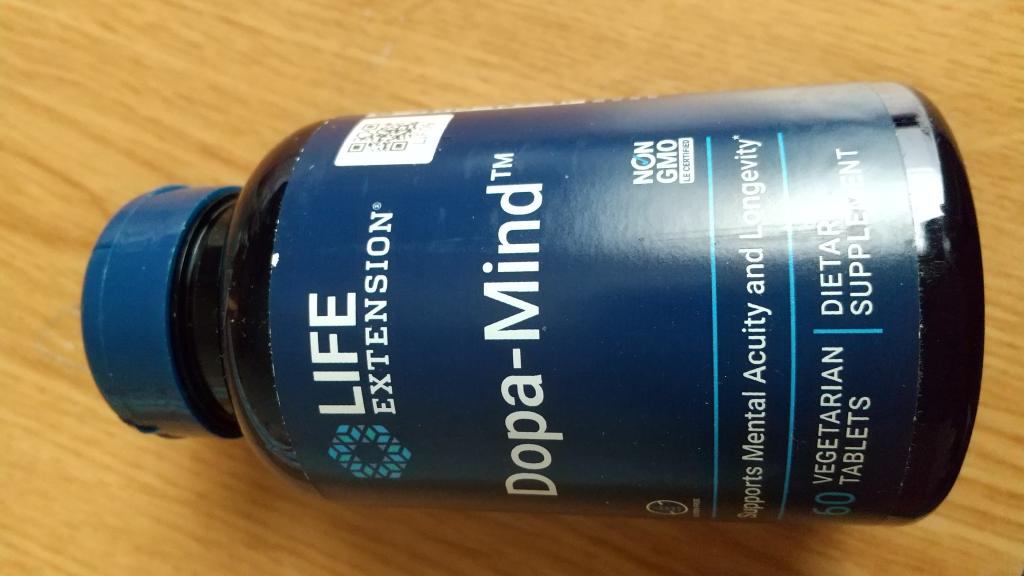 LIFE
EXTENSION®
Dopa-Mind™
NON
GMO
LE CERTIFIED
Supports Mental Acuity and Longevity*
60 VEGETARIAN
TABLETS
DIETARY
SUPPLEMENT